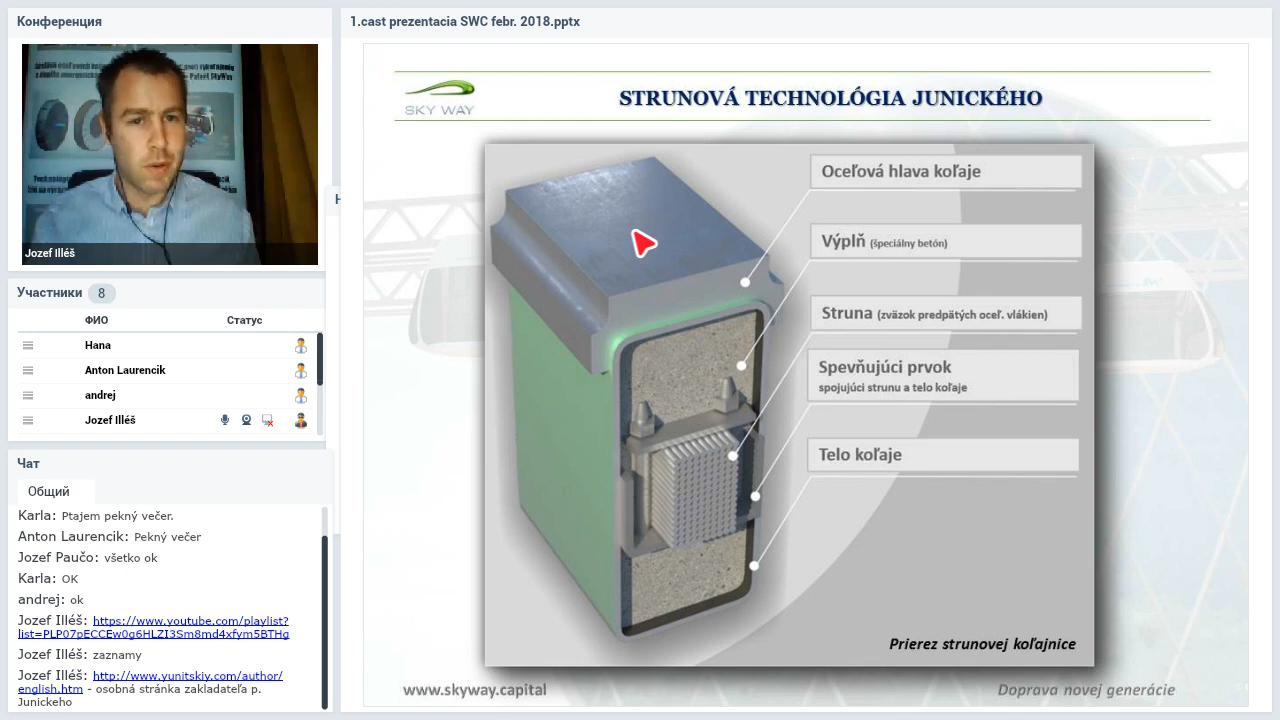 Конференция
Jozef Illéš
Участники 8
ФИО Статус
Hana
Anton Laurencik
andrej
Jozef Illéš
Чат
Общий
Karla: Ptajem pekný večer.
Anton Laurencik: Pekný večer
Jozef Paučo: všetko ok
Karla: OK
andrej: ok
Jozef Illéš: https://www.youtube.com/playlist?
list=PLP07pECCEw0g6HLZI3Sm8md4xfym5BTHg
Jozef Illéš: zaznamy
Jozef Illéš: http://www.yunitskiy.com/author/
english.htm - osobná stránka zakladateľa p.
Junickeho
1.cast prezentacia SWC febr. 2018.pptx
SKY WAY
STRUNOVÁ TECHNOLÓGIA JUNICKÉHO
Oceľová hlava koľaje
Výplň (špeciálny betón)
Struna (zväzok predpätých oceľ. vlákien)
Spevňujúci prvok
spojujúci strunu a telo koľaje
Telo koľaje
Prierez strunovej koľajnice
www.skyway.capital
Doprava novej generácie